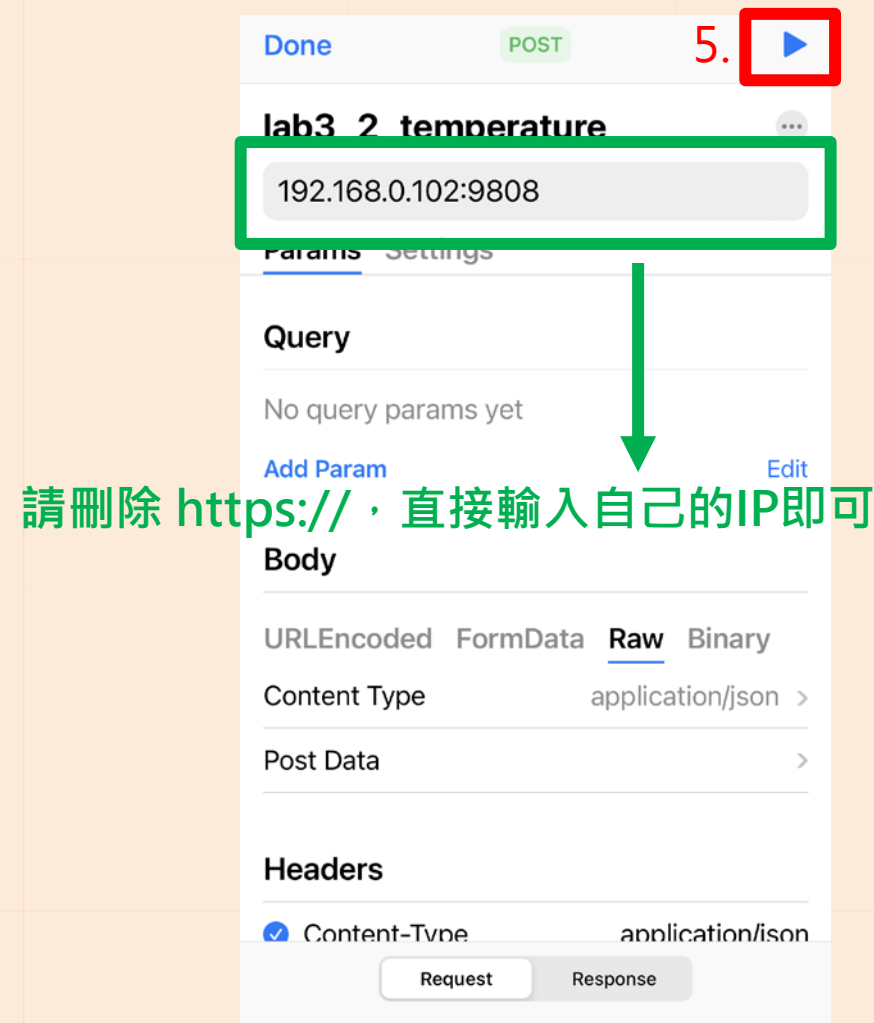 Done
POST
5.
lab3_2_temperature
192.168.0.102:9808
Params Settings
Query
No query params yet
Add Param
Edit
請刪除 https://，直接輸入自己的IP即可
Body
URLEncoded FormData Raw Binary
Content Type application/json
Post Data
Headers
Content-Type application/json
Request Response